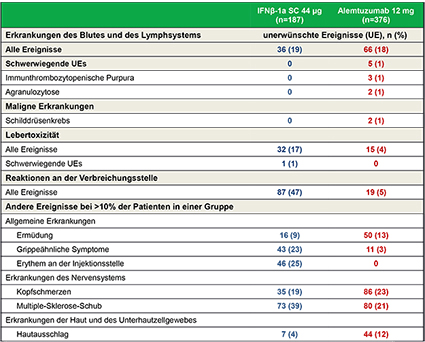 IFNβ-1a SC 44 µg Alemtuzumab 12 mg
(n=187) (n=376)
Erkrankungen des Blutes und des Lymphsystems unerwünschte Ereignisse (UE), n (%)
Alle Ereignisse 36 (19) 66 (18)
Schwerwiegende UEs 0 5 (1)
Immunthrombozytopenische Purpura 0 3 (1)
Agranulozytose 0 2 (1)
Maligne Erkrankungen
Schilddrüsenkrebs 0 2 (1)
Lebertoxizität
Alle Ereignisse 32 (17) 15 (4)
Schwerwiegende UEs 1 (1) 0
Reaktionen an der Verbreichungsstelle
Alle Ereignisse 87 (47) 19 (5)
Andere Ereignisse bei >10% der Patienten in einer Gruppe
Allgemeine Erkrankungen
Ermüdung 16 (9) 50 (13)
Grippeähnliche Symptome 43 (23) 11 (3)
Erythem an der Injektionsstelle 46 (25) 0
Erkrankungen des Nervensystems
Kopfschmerzen 35 (19) 86 (23)
Multiple-Sklerose-Schub 73 (39) 80 (21)
Erkrankungen der Haut und des Unterhautzellgewebes
Hautausschlag 7 (4) 44 (12)